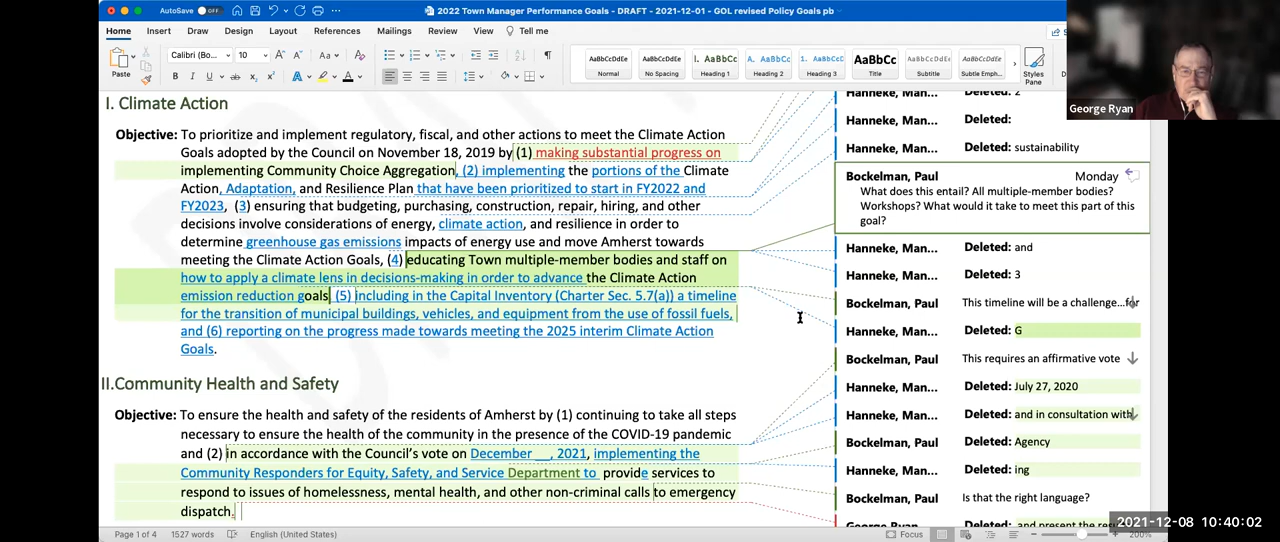 AutoSave OFF
2022 Town Manager Performance Goals - DRAFT - 2021-12-01 - GOL revised Policy Goals pb
Home Insert Draw Design Layout References Mailings Review View Tell me
Paste
Calibri (Bo... 10
AaBbCcDdEe
Normal
AaBbCcDdEe
No Spacing
I. AaBbCc
Heading 1
A. AaBbCc
Heading 2
1. AaBbCcD
Heading 3
AaBbCc
Title
AaBbCcDdEe
Subtitle
AaBbCcDdEe
Subtle Emph...
Styles
Pane
George Ryan
I. Climate Action
Objective: To prioritize and implement regulatory, fiscal, and other actions to meet the Climate Action
Goals adopted by the Council on November 18, 2019 by (1) making substantial progress on
implementing Community Choice Aggregation, (2) implementing the portions of the Climate
Action, Adaptation, and Resilience Plan that have been prioritized to start in FY2022 and
FY2023, (3) ensuring that budgeting, purchasing, construction, repair, hiring, and other
decisions involve considerations of energy, climate action, and resilience in order to
determine greenhouse gas emissions impacts of energy use and move Amherst towards
meeting the Climate Action Goals, (4) educating Town multiple-member bodies and staff on
how to apply a climate lens in decisions-making in order to advance the Climate Action
emission reduction goals (5) including in the Capital Inventory (Charter Sec. 5.7(a)) a timeline
for the transition of municipal buildings, vehicles, and equipment from the use of fossil fuels,
and (6) reporting on the progress made towards meeting the 2025 interim Climate Action
Goals.
II.Community Health and Safety
Objective: To ensure the health and safety of the residents of Amherst by (1) continuing to take all steps
necessary to ensure the health of the community in the presence of the COVID-19 pandemic
and (2) in accordance with the Council's vote on December __, 2021, implementing the
Community Responders for Equity, Safety, and Service Department to provide services to
respond to issues of homelessness, mental health, and other non-criminal calls to emergency
dispatch.
Hanneke, Man... Deleted: 2
Hanneke, Man... Deleted:
Hanneke, Man... Deleted: sustainability
Bockelman, Paul Monday
What does this entail? All multiple-member bodies?
Workshops? What would it take to meet this part of this
goal?
Hanneke, Man... Deleted: and
Hanneke, Man... Deleted: 3
Bockelman, Paul This timeline will be a challenge...for
Hanneke, Man... Deleted: G
Bockelman, Paul This requires an affirmative vote
Hanneke, Man... Deleted: July 27, 2020
Hanneke, Man... Deleted: and in consultation with
Bockelman, Paul Deleted: Agency
Hanneke, Man... Deleted: ing
Bockelman, Paul Is that the right language?
George Ryan Deleted: and present the
2021-12-08 10:40:02
Page 1 of 4 1527 words English (United States) Focus 200%